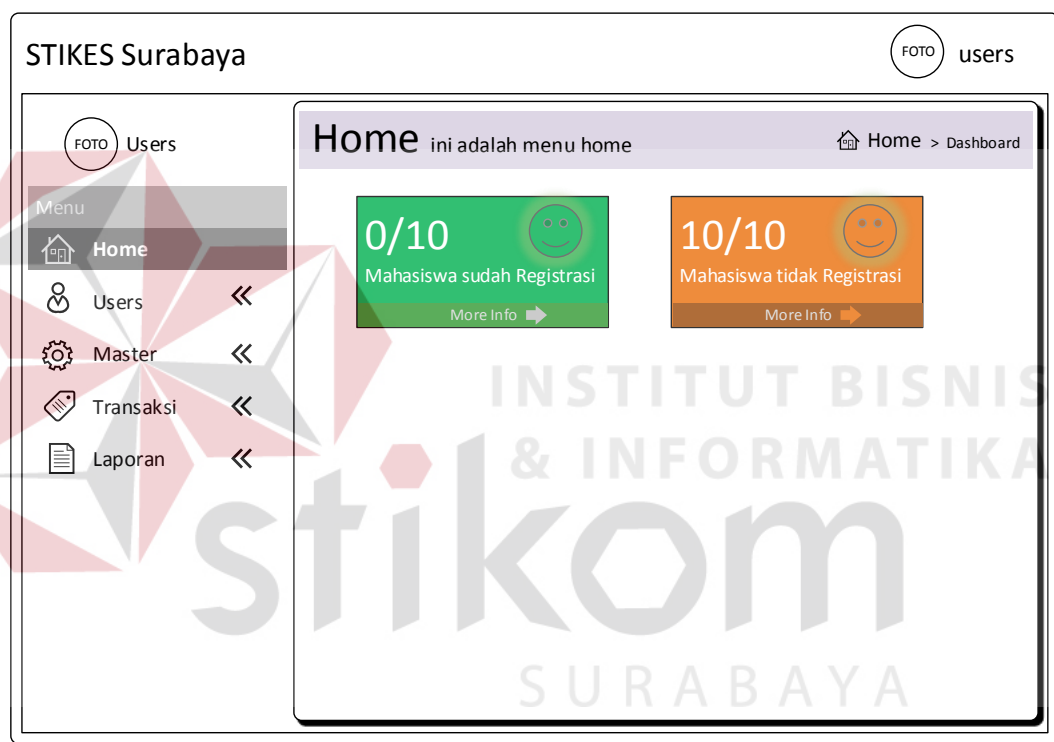 STIKES Surabaya
FOTO users
FOTO Users
Menu
Home
Users
Master
Transaksi
Laporan
Home ini adalah menu home
Home > Dashboard
0/10
Mahasiswa sudah Registrasi
More Info
10/10
Mahasiswa tidak Registrasi
More Info
INSTITUT BISNIS
& INFORMATIKA
stikom
SURABAYA